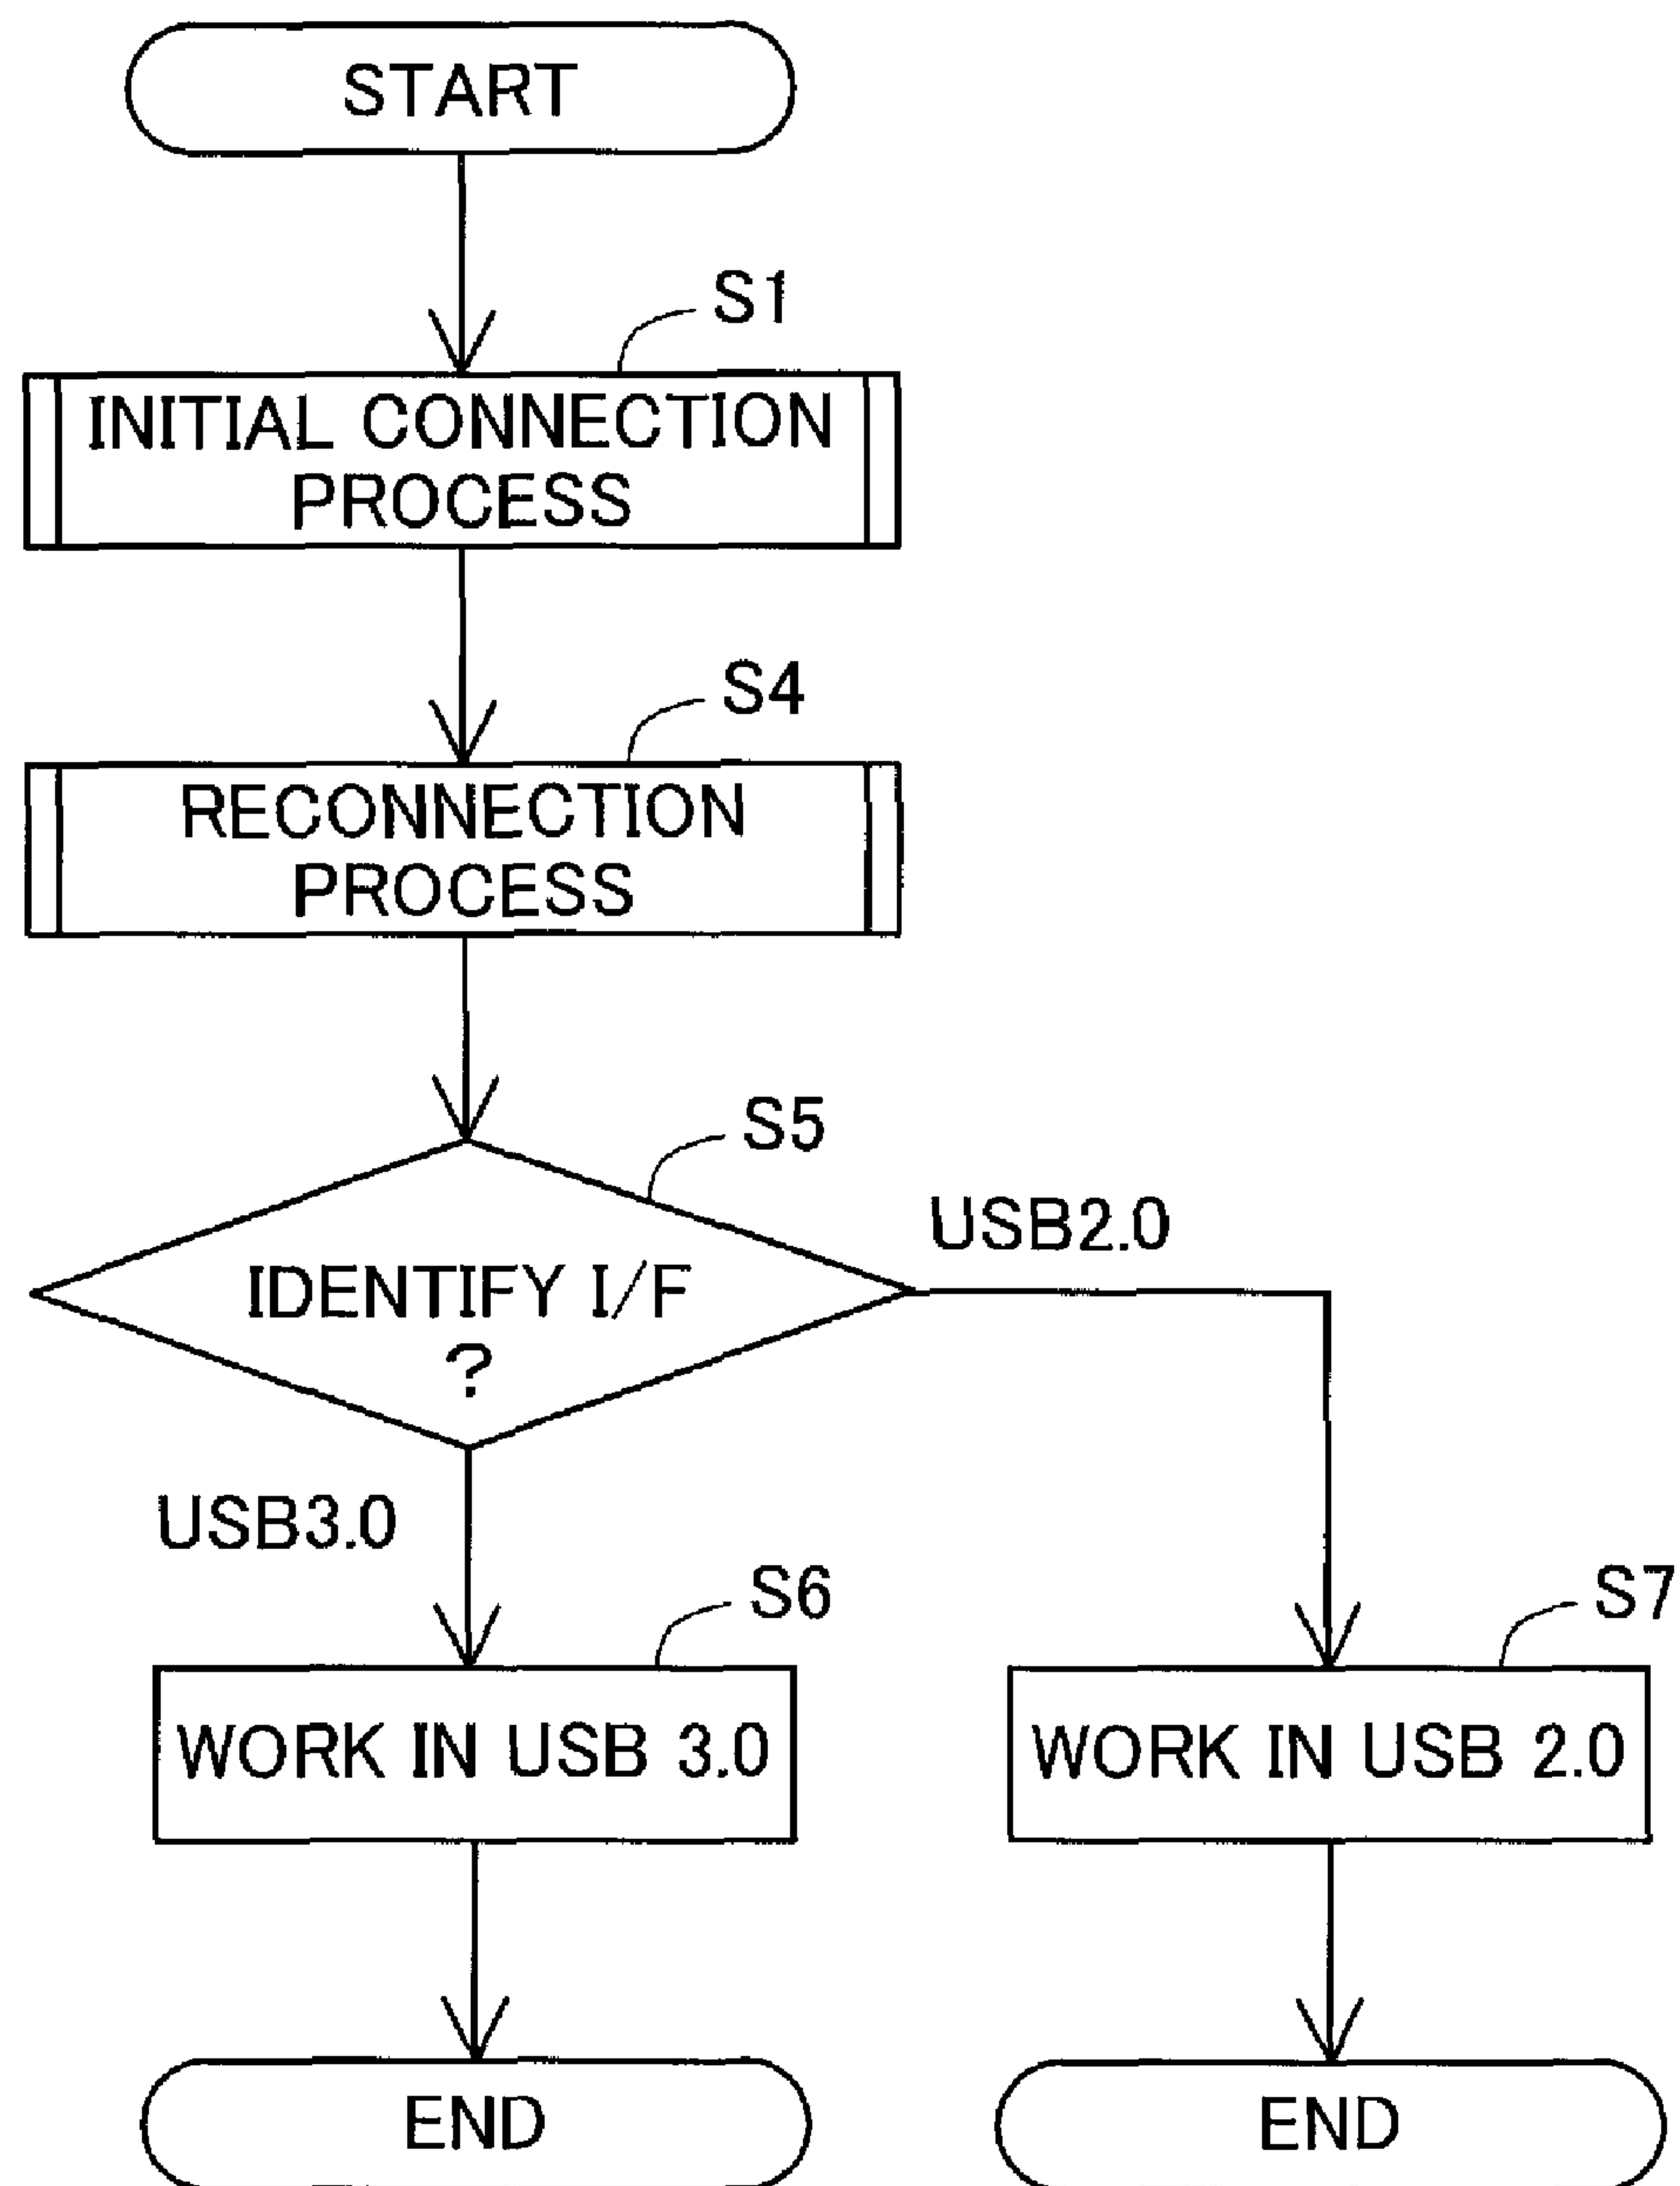 START
S1
INITIAL CONNECTION
PROCESS
S4
RECONNECTION
PROCESS
S5
IDENTIFY I/F
?
USB2.0
USB3.0
S6
WORK IN USB 3.0
S7
WORK IN USB 2.0
END
END